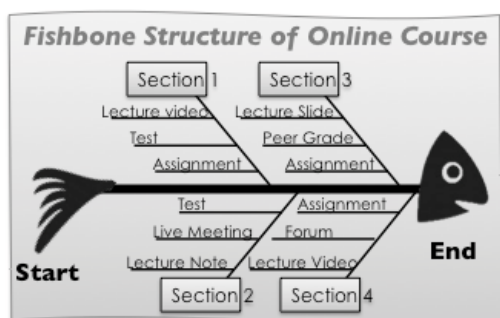 Fishbone Structure of Online Course
Section 1
Lecture video
Test
Assignment
Section 3
Lecture Slide
Peer Grade
Assignment
Start
End
Test
Live Meeting
Lecture Note
Section 2
Assignment
Forum
Lecture Video
Section 4